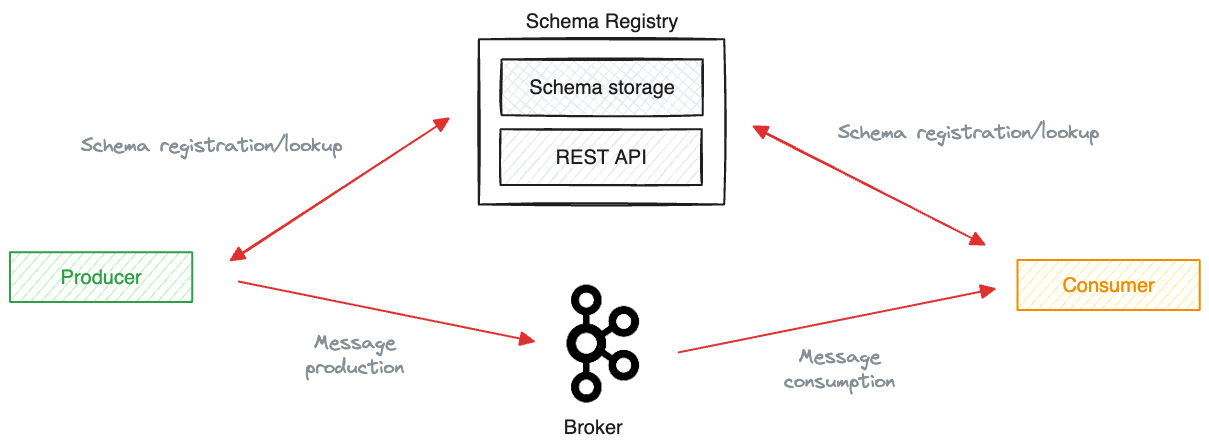 Schema Registry
Schema storage
REST API
Schema registration/lookup
Schema registration/lookup
Producer
Consumer
Message
production
Message
consumption
Broker